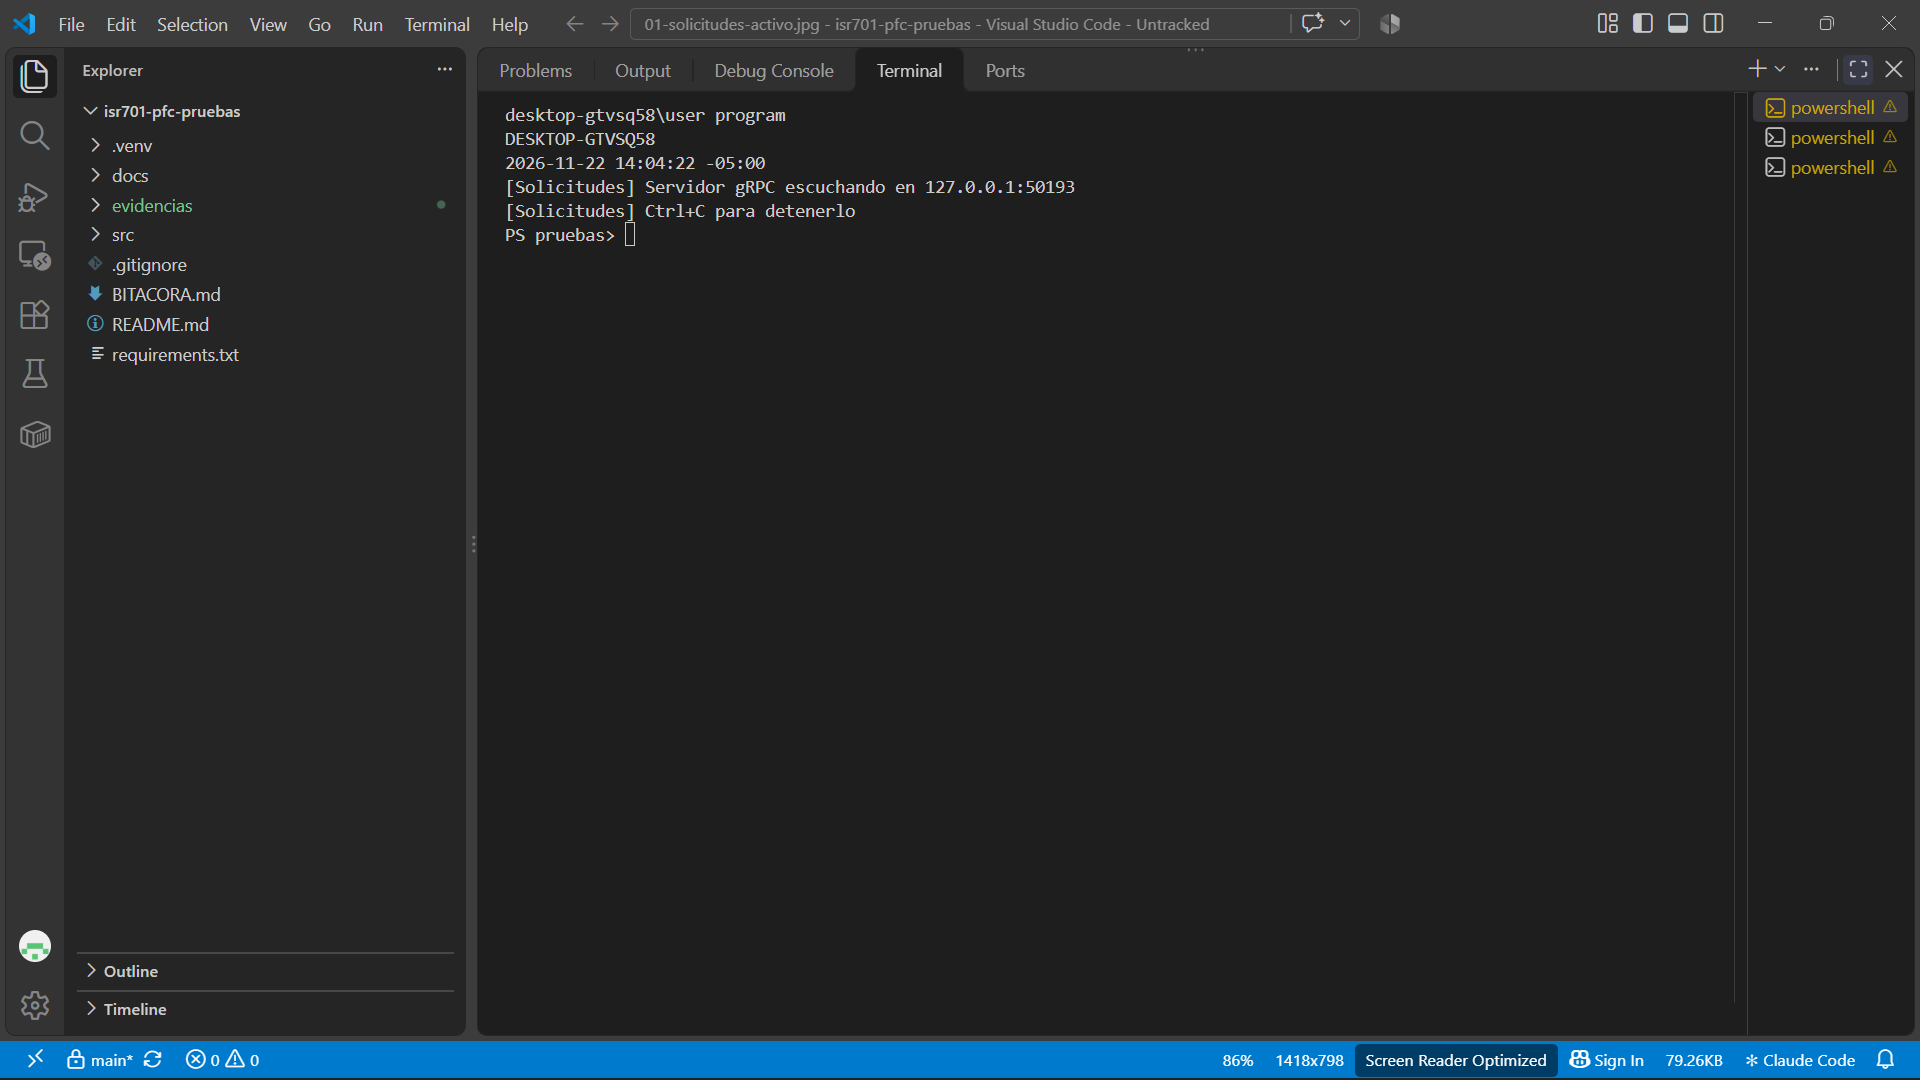 File Edit Selection View Go Run Terminal Help
01-solicitudes-activo.jpg - isr701-pfc-pruebas - Visual Studio Code - Untracked
Explorer
isr701-pfc-pruebas
.venv
docs
evidencias
src
.gitignore
BITACORA.md
README.md
requirements.txt
Outline
Timeline
Problems Output Debug Console Terminal Ports
desktop-gtvsq58\user program
DESKTOP-GTVSQ58
2026-11-22 14:04:22 -05:00
[Solicitudes] Servidor gRPC escuchando en 127.0.0.1:50193
[Solicitudes] Ctrl+C para detenerlo
PS pruebas>
powershell
powershell
powershell
main* 0 0 86% 1418x798 Screen Reader Optimized Sign In 79.26KB Claude Code